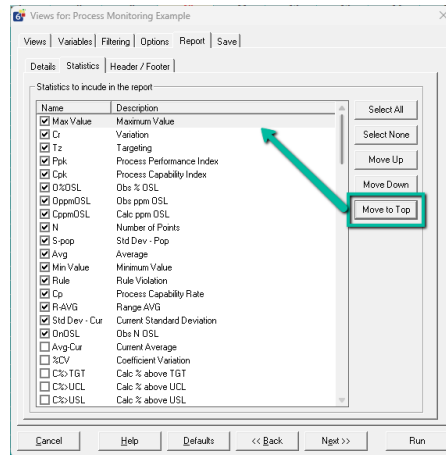 Views for: Process Monitoring Example
Views Variables Filtering Options Report Save
Details Statistics Header / Footer
Statistics to incude in the report
Name Description
Max Value Maximum Value
Cr Variation
Tz Targeting
Ppk Process Performance Index
Cpk Process Capability Index
O%OSL Obs % OSL
OppmOSL Obs ppm OSL
CppmOSL Calc ppm OSL
N Number of Points
S-pop Std Dev - Pop
Avg Average
Min Value Minimum Value
Rule Rule Violation
Cp Process Capability Rate
R-AVG Range AVG
Std Dev - Cur Current Standard Deviation
OnOSL Obs N OSL
Avg-Cur Current Average
%CV Coefficient Variation
C%>TGT Calc % above TGT
C%>UCL Calc % above UCL
C%>USL Calc % above USL
Select All
Select None
Move Up
Move Down
Move to Top
Cancel Help Defaults << Back Next >> Run